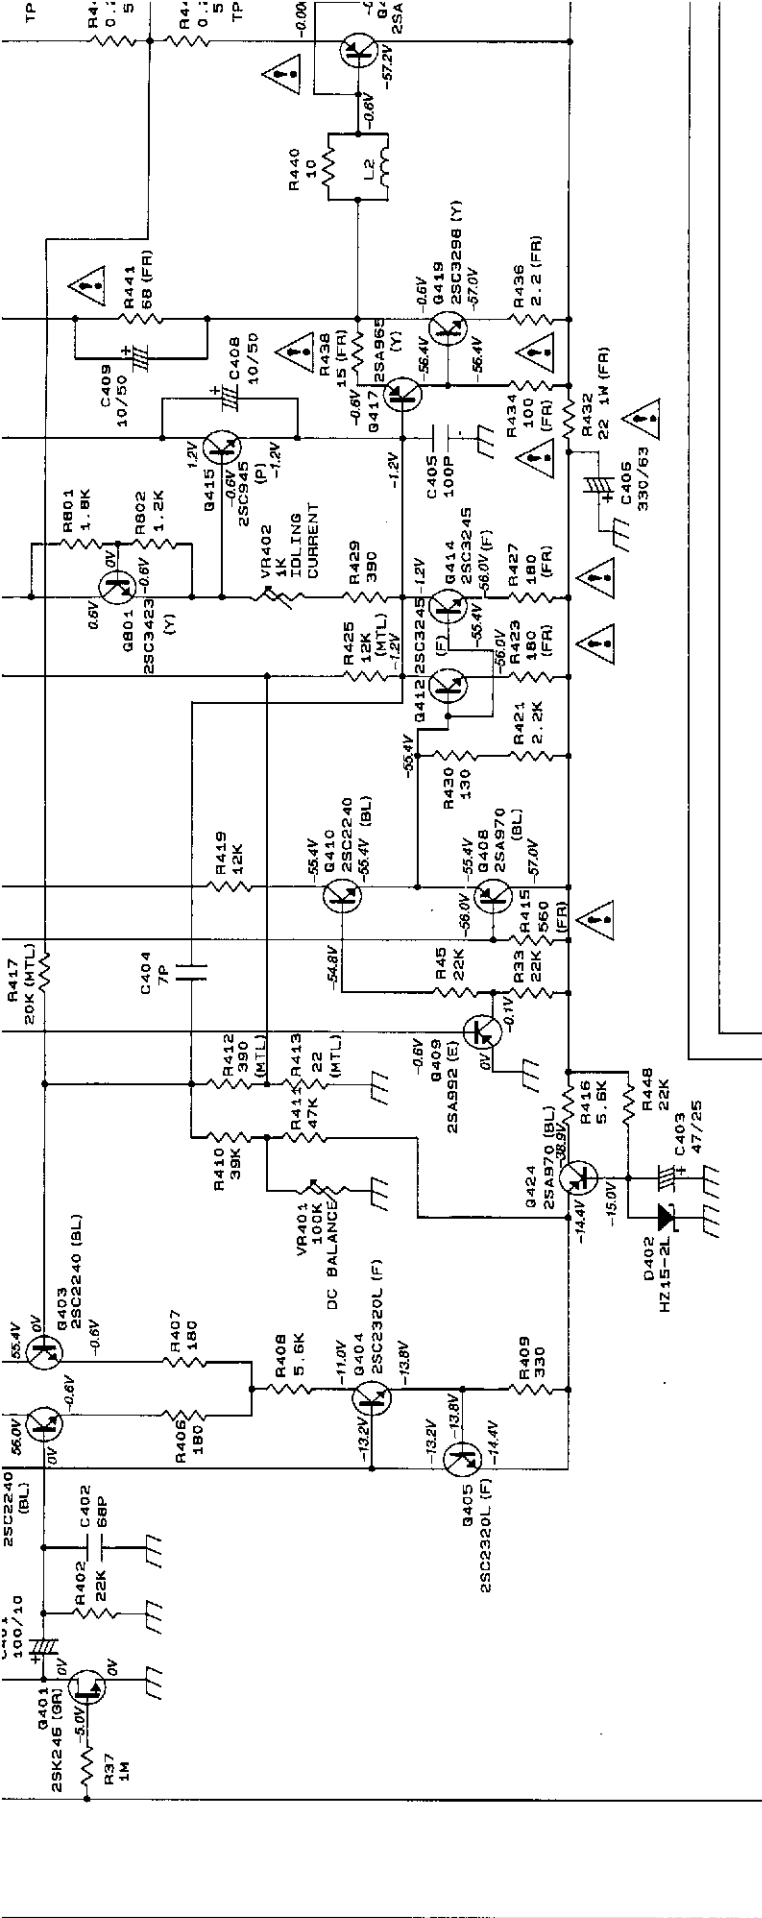 TP
R4
0.
5
R4
0.
5
TP
-0.00
2SA
-57.2V
-0.6V
R440
10
L2
R441
68 (FR)
C409
10/50
C408
10/50
R438
15 (FR)
2SA965
(Y)
Q417
-0.6V
-0.6V
Q419
2SC3298 (Y)
-57.0V
-56.4V
-56.4V
R436
2.2 (FR)
R434
100
(FR)
R432
22 1W (FR)
C406
330/63
1.2V
Q415
-0.6V
2SC945
(P)
-1.2V
C405
100P
-1.2V
R801
1.8K
R802
1.2K
0V
-0.6V
0.6V
Q801
2SC3423
(Y)
VR402
1K
IDLING
CURRENT
R429
390
-1.2V
Q414
2SC3245
(F)
-56.0V
-55.4V
R427
180
(FR)
R425
12K
(MTL)
-1.2V
Q412
2SC3245
(F)
-56.0V
R423
180
(FR)
R421
2.2K
-55.4V
R430
130
R419
12K
-55.4V
Q410
2SC2240
(BL)
-55.4V
-55.4V
Q408
2SA970
(BL)
-57.0V
-56.0V
R415
560
(FR)
R417
20K (MTL)
C404
7P
-54.8V
R45
22K
R33
22K
-0.1V
-0.6V
Q409
2SA992 (E)
0V
R412
390
(MTL)
R413
22
(MTL)
R411
47K
R410
39K
VR401
100K
DC BALANCE
R416
5.6K
R448
22K
C403
47/25
Q424
2SA970 (BL)
-38.9V
-14.4V
-15.0V
D402
HZ15-2L
55.4V
0V
Q403
2SC2240 (BL)
-0.6V
R407
180
R408
5.6K
-11.0V
Q404
2SC2320L (F)
-13.8V
R409
330
56.0V
-0.6V
0V
R406
180
-13.2V
-13.2V
-13.8V
-14.4V
Q405
2SC2320L (F)
2SC2240
(BL)
C402
68P
R402
22K
100/10
0V
0V
Q401
2SK246 (GR)
-5.0V
R37
1M